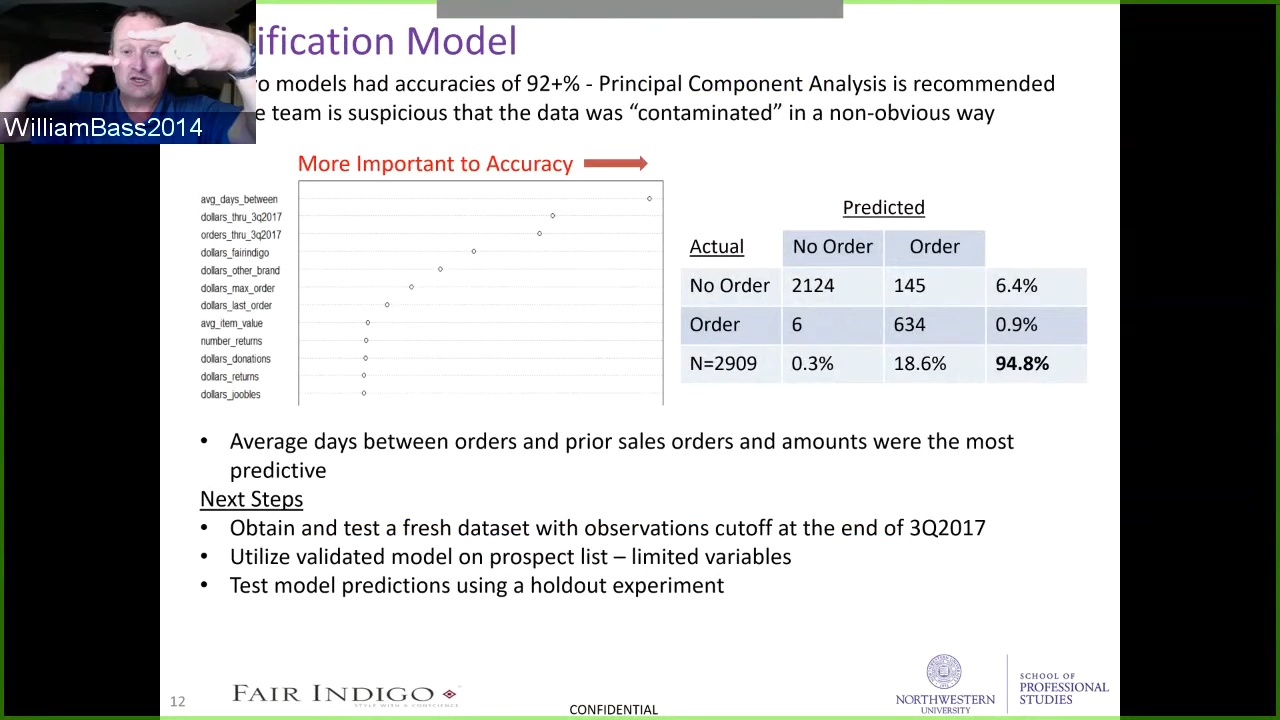 ification Model
o models had accuracies of 92+% - Principal Component Analysis is recommended
e team is suspicious that the data was “contaminated” in a non-obvious way
WilliamBass2014
More Important to Accuracy
avg_days_between
dollars_thru_3q2017
orders_thru_3q2017
dollars_fairindigo
dollars_other_brand
dollars_max_order
dollars_last_order
avg_item_value
number_returns
dollars_donations
dollars_returns
dollars_joobles
Predicted
Actual No Order Order
No Order 2124 145 6.4%
Order 6 634 0.9%
N=2909 0.3% 18.6% 94.8%
• Average days between orders and prior sales orders and amounts were the most
predictive
Next Steps
• Obtain and test a fresh dataset with observations cutoff at the end of 3Q2017
• Utilize validated model on prospect list – limited variables
• Test model predictions using a holdout experiment
12
FAIR INDIGO
STYLE WITH A CONSCIENCE
CONFIDENTIAL
NORTHWESTERN
UNIVERSITY
SCHOOL OF
PROFESSIONAL
STUDIES